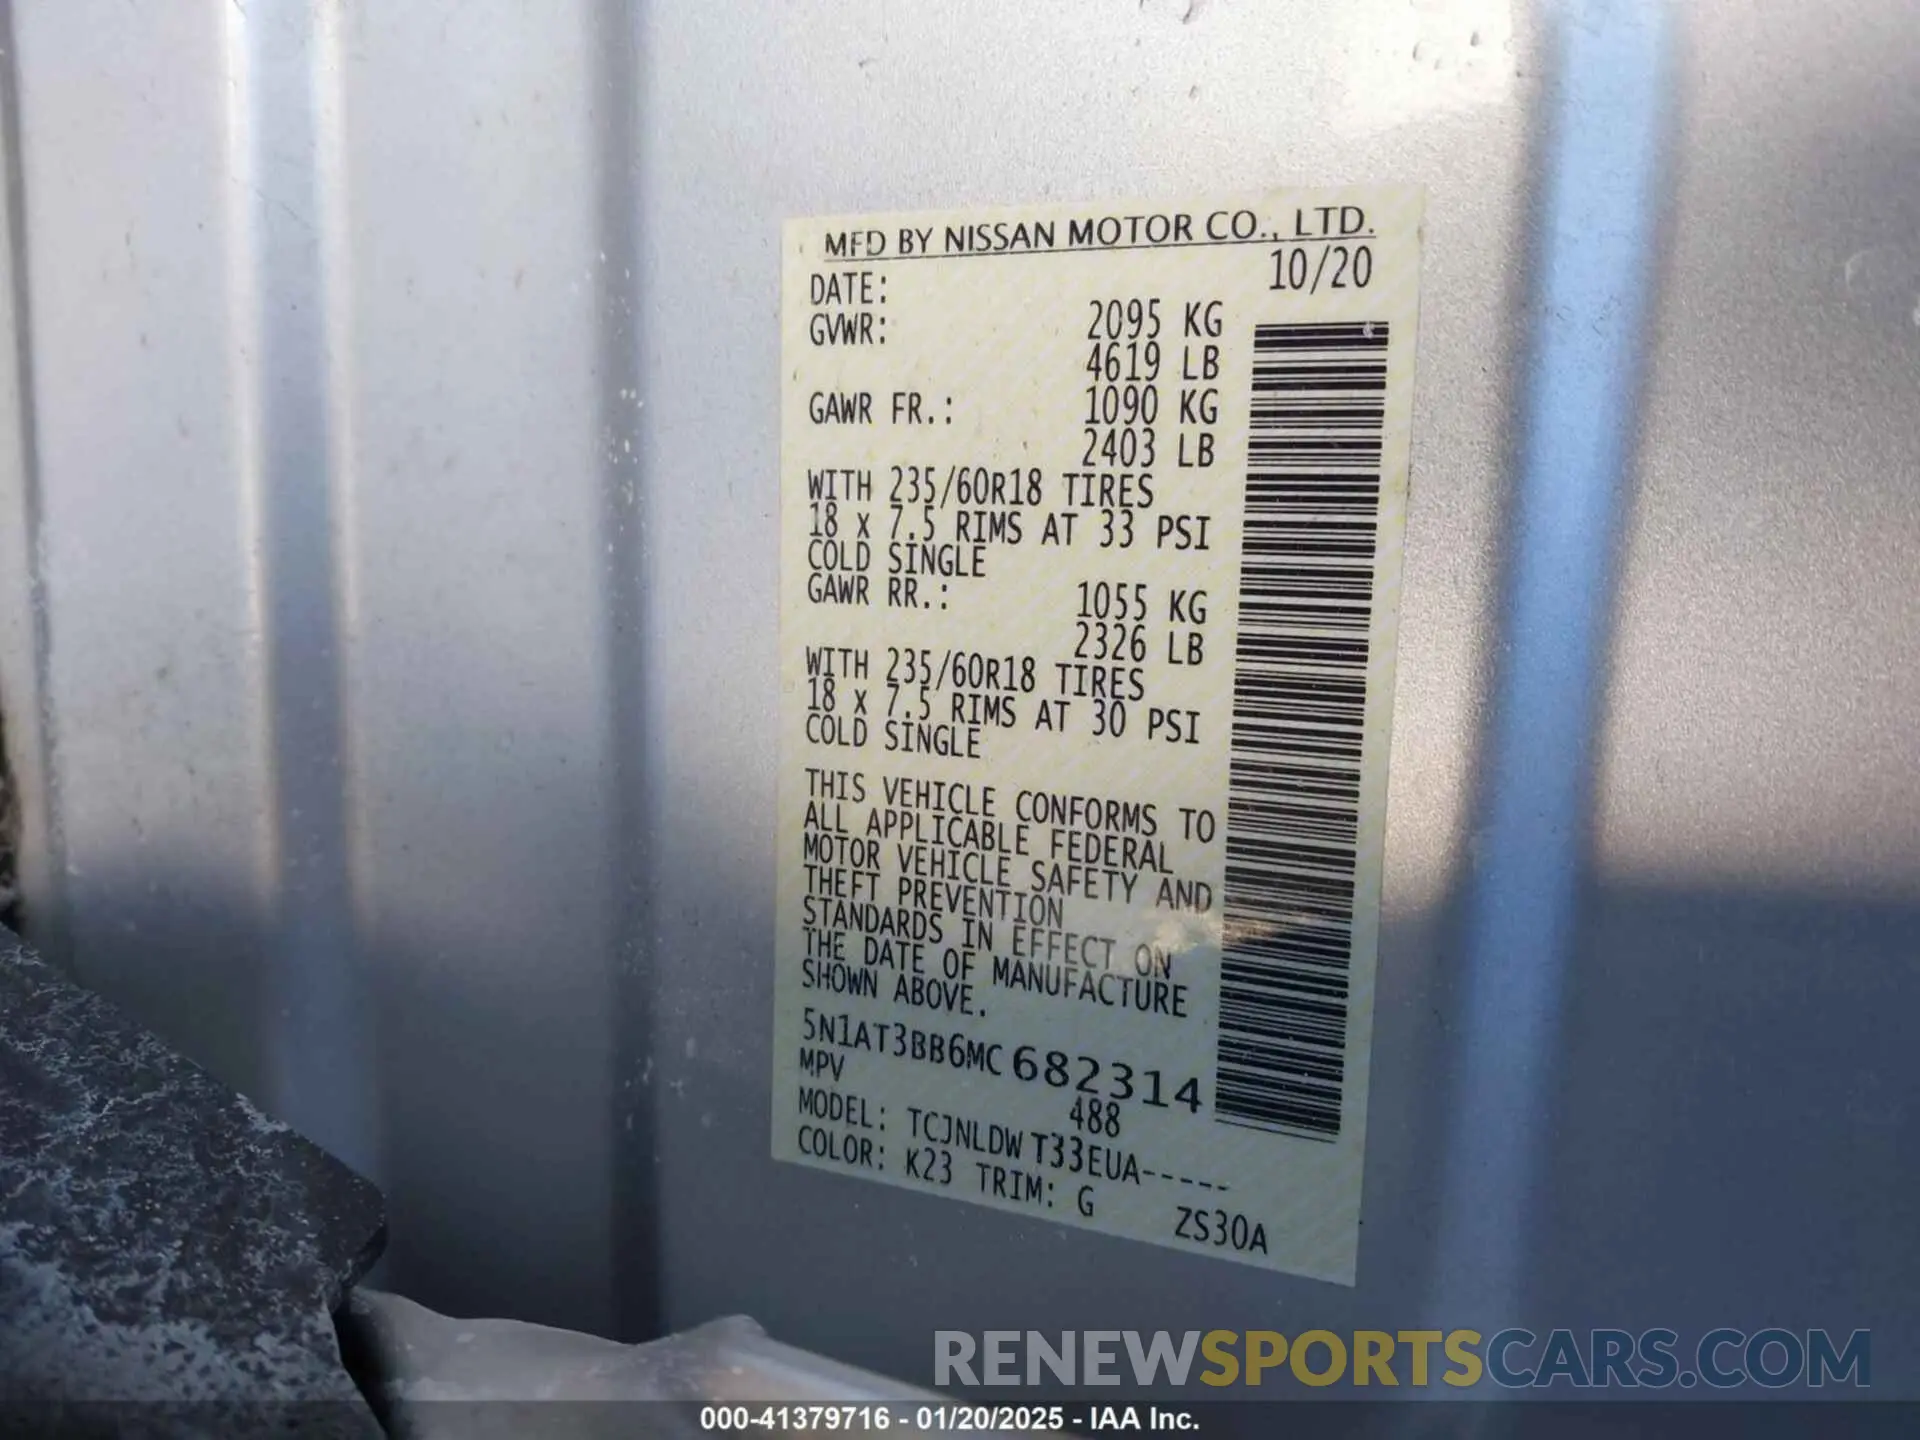 MFD BY NISSAN MOTOR CO., LTD.
DATE: 10/20
GVWR: 2095 KG
4619 LB
GAWR FR.: 1090 KG
2403 LB
WITH 235/60R18 TIRES
18 x 7.5 RIMS AT 33 PSI
COLD SINGLE
GAWR RR.: 1055 KG
2326 LB
WITH 235/60R18 TIRES
18 x 7.5 RIMS AT 30 PSI
COLD SINGLE
THIS VEHICLE CONFORMS TO
ALL APPLICABLE FEDERAL
MOTOR VEHICLE SAFETY AND
THEFT PREVENTION
STANDARDS IN EFFECT ON
THE DATE OF MANUFACTURE
SHOWN ABOVE.
5N1AT3BB6MC682314
MPV 488
MODEL: TCJNLDW T33EUA-----
COLOR: K23 TRIM: G ZS30A
RENEWSPORTSCARS.COM
000-41379716 - 01/20/2025 - IAA Inc.